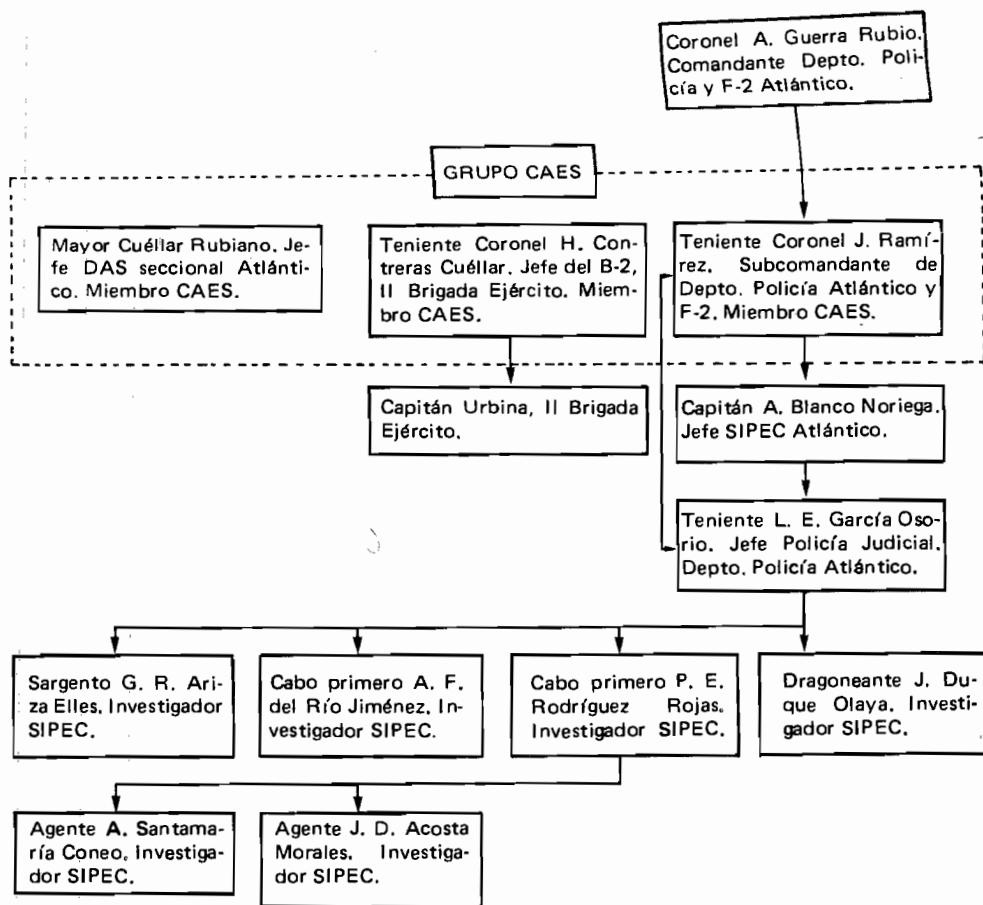 Coronel A. Guerra Rubio.
Comandante Depto. Poli-
cía y F-2 Atlántico.
GRUPO CAES
Mayor Cuéllar Rubiano. Je-
fe DAS seccional Atlánti-
co. Miembro CAES.
Teniente Coronel H. Con-
treras Cuéllar. Jefe del B-2,
II Brigada Ejército. Miem-
bro CAES.
Teniente Coronel J. Ramí-
rez. Subcomandante de
Depto. Policía Atlántico y
F-2. Miembro CAES.
Capitán Urbina, II Brigada
Ejército.
Capitán A. Blanco Noriega.
Jefe SIPEC Atlántico.
Teniente L. E. García Oso-
rio. Jefe Policía Judicial.
Depto. Policía Atlántico.
Sargento G. R. Ari-
za Elles. Investigador
SIPEC.
Cabo primero A. F.
del Río Jiménez. In-
vestigador SIPEC.
Cabo primero P. E.
Rodríguez Rojas.
Investigador SIPEC.
Dragoneante J. Du-
que Olaya. Investi-
gador SIPEC.
Agente A. Santama-
ría Coneo. Investiga-
dor SIPEC.
Agente J. D. Acosta
Morales. Investiga-
dor SIPEC.